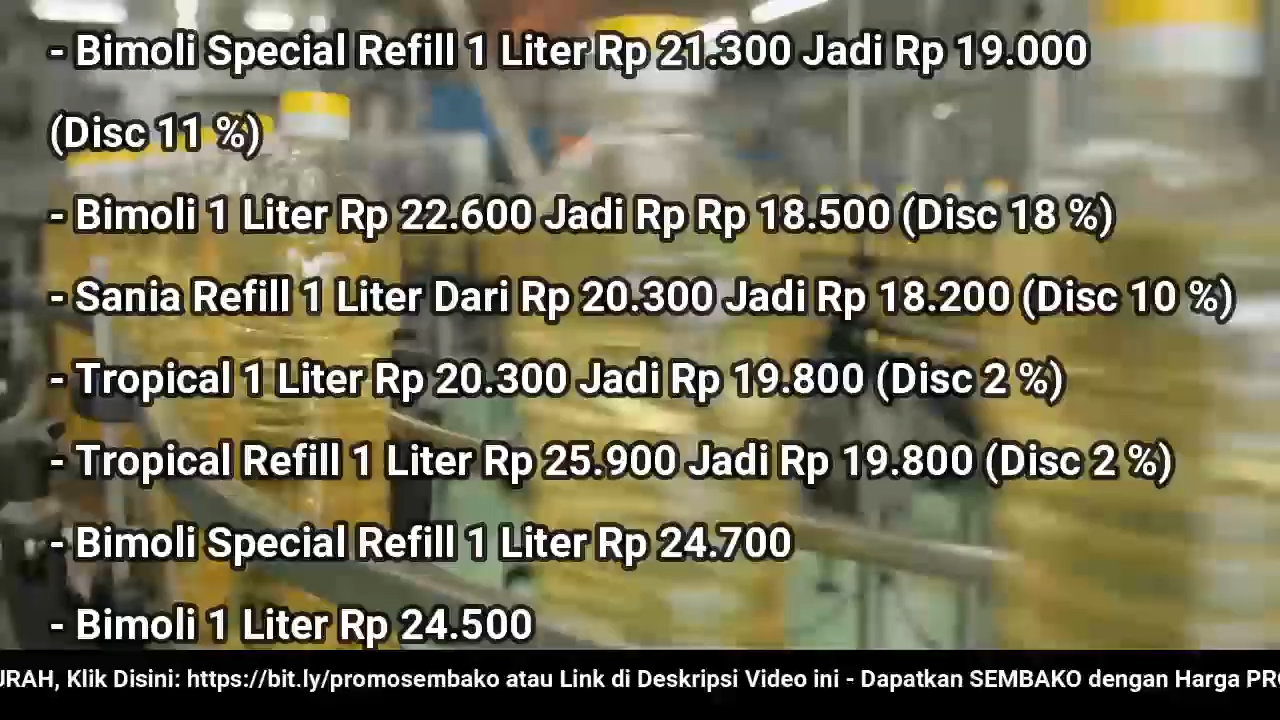 - Bimoli Special Refill 1 Liter Rp 21.300 Jadi Rp 19.000
(Disc 11 %)
- Bimoli 1 Liter Rp 22.600 Jadi Rp Rp 18.500 (Disc 18 %)
- Sania Refill 1 Liter Dari Rp 20.300 Jadi Rp 18.200 (Disc 10 %)
- Tropical 1 Liter Rp 20.300 Jadi Rp 19.800 (Disc 2 %)
- Tropical Refill 1 Liter Rp 25.900 Jadi Rp 19.800 (Disc 2 %)
- Bimoli Special Refill 1 Liter Rp 24.700
- Bimoli 1 Liter Rp 24.500
URAH, Klik Disini: https://bit.ly/promosembako atau Link di Deskripsi Video ini - Dapatkan SEMBAKO dengan Harga PRO